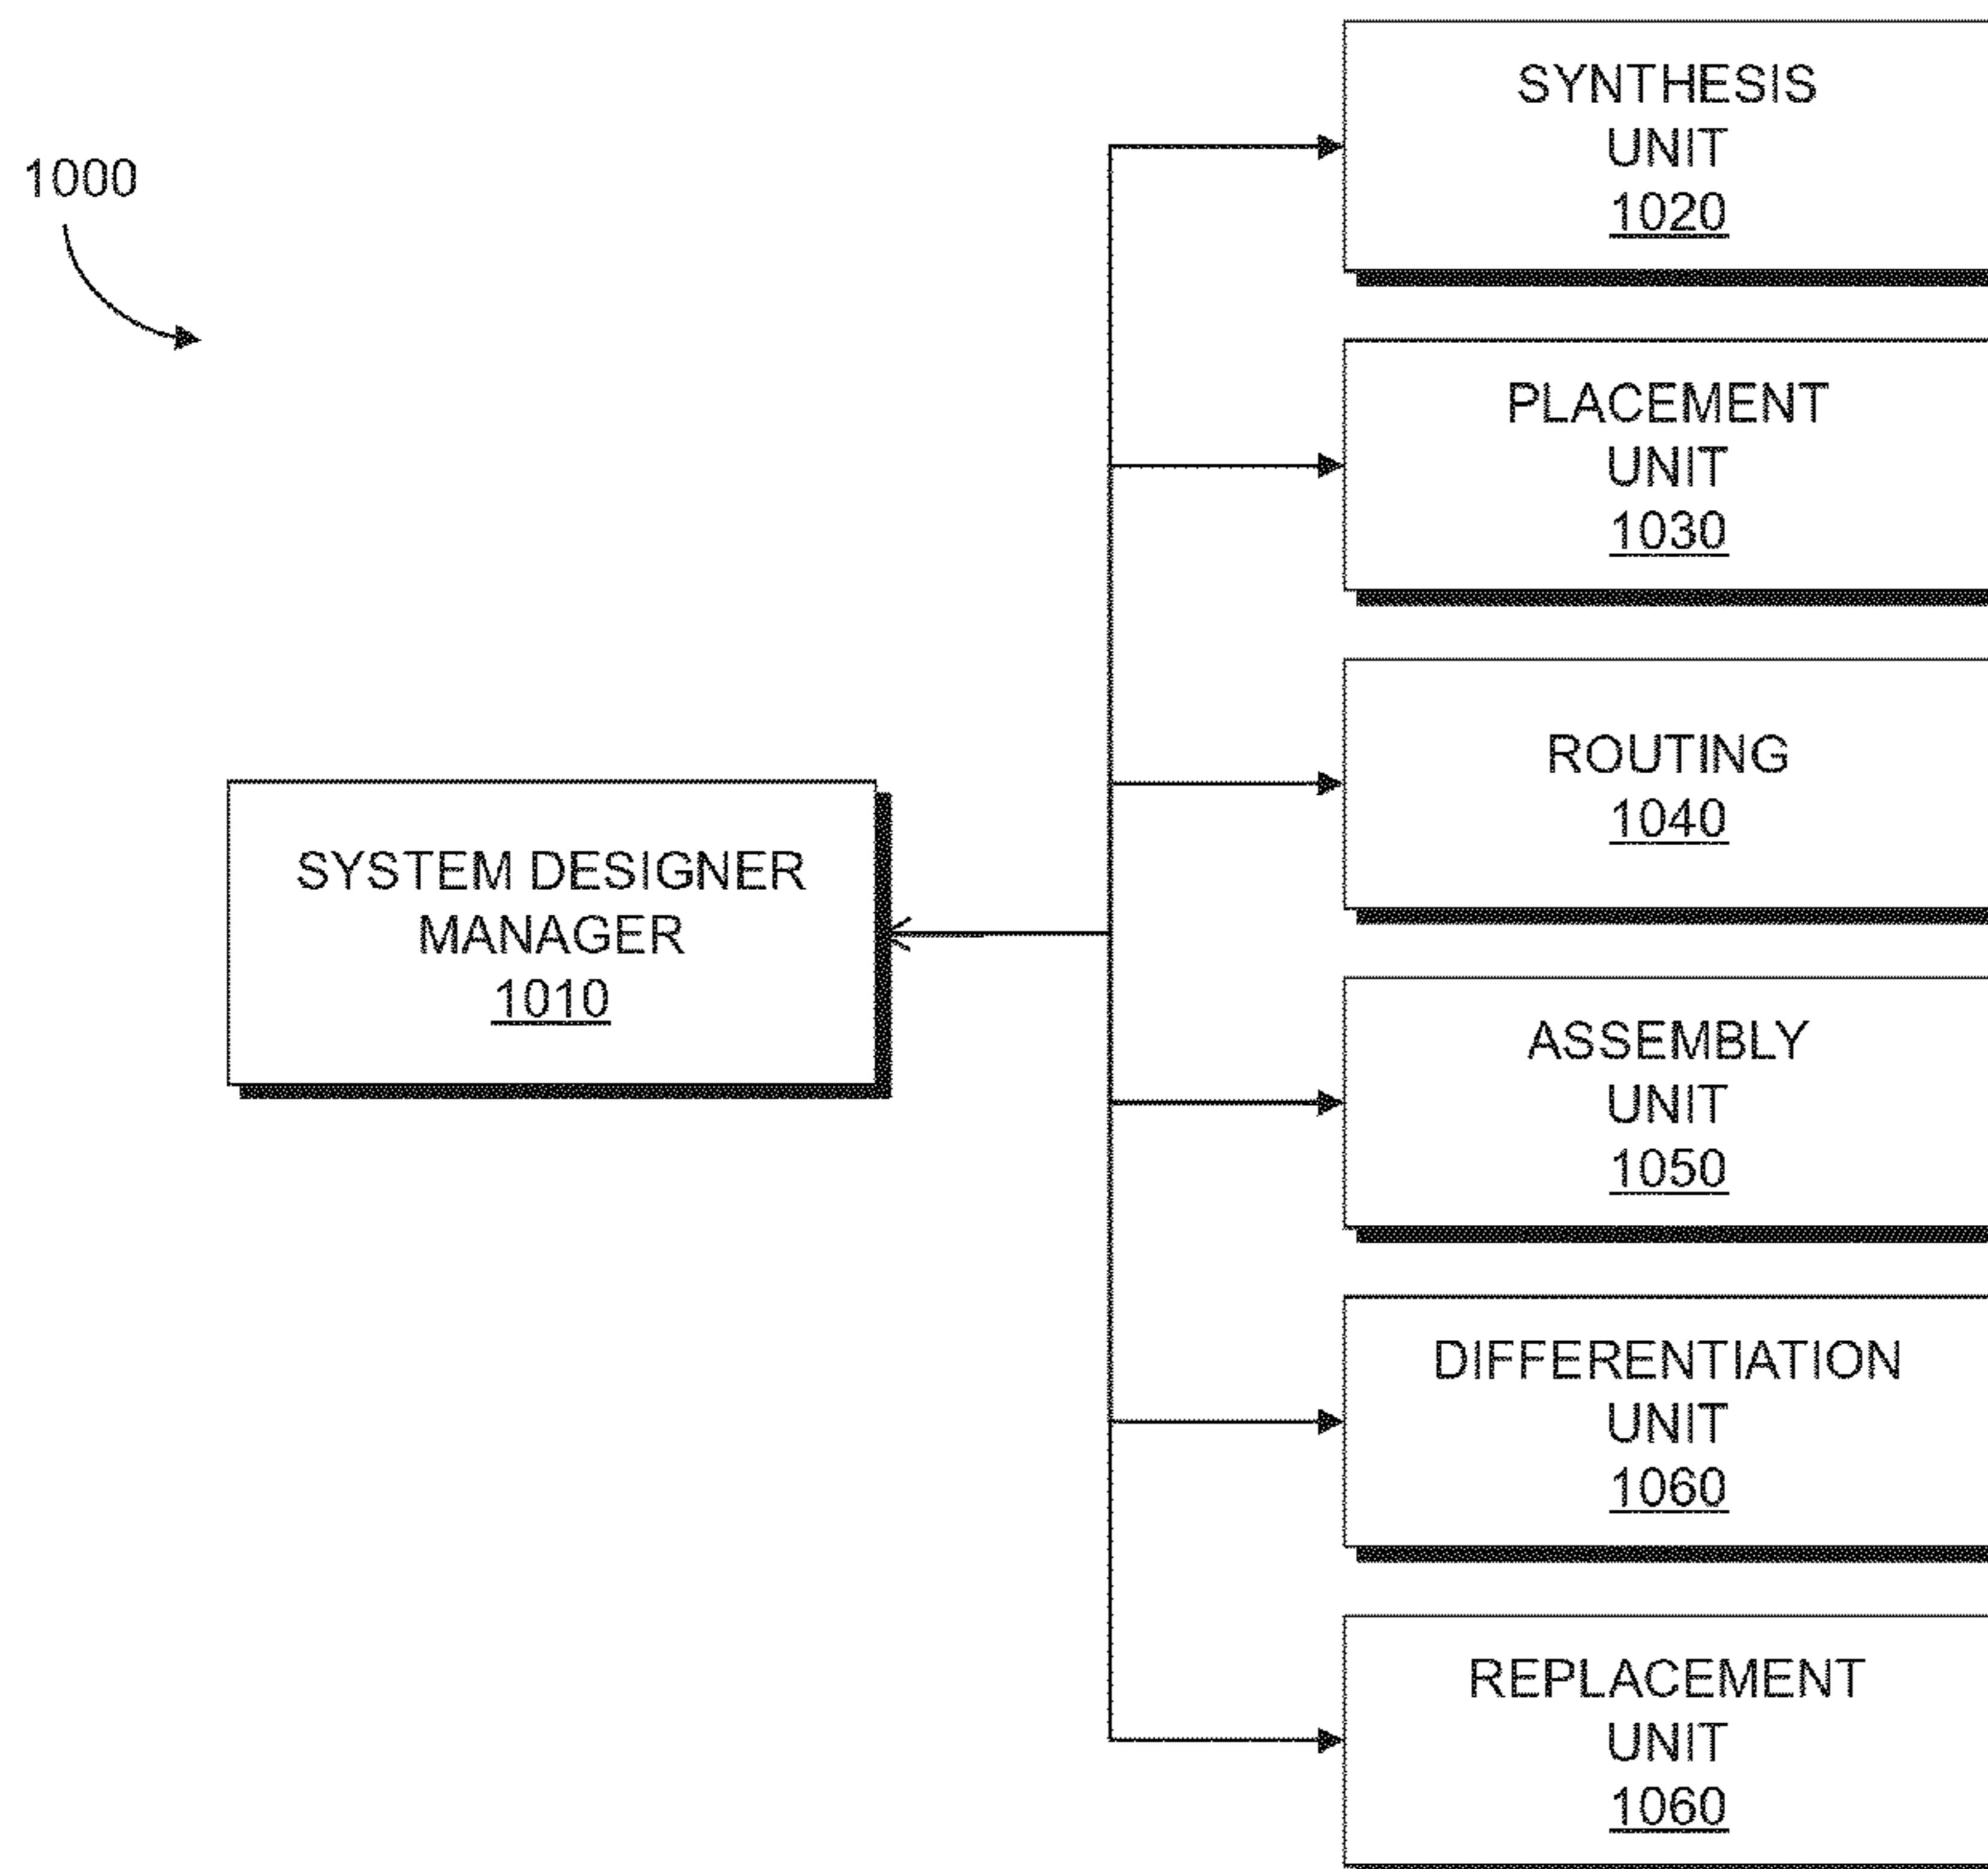 1000
SYSTEM DESIGNER
MANAGER
1010
SYNTHESIS
UNIT
1020
PLACEMENT
UNIT
1030
ROUTING
1040
ASSEMBLY
UNIT
1050
DIFFERENTIATION
UNIT
1060
REPLACEMENT
UNIT
1060